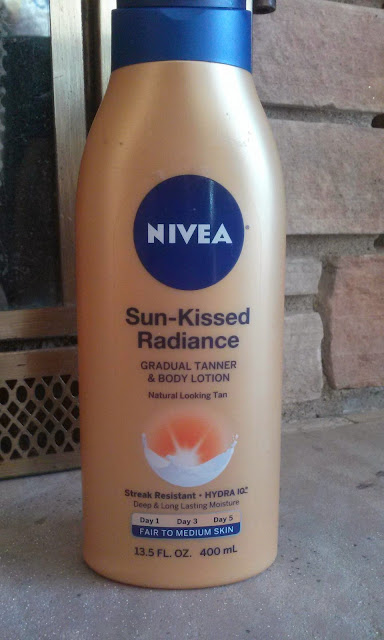 NIVEA®
Sun-Kissed
Radiance
GRADUAL TANNER
& BODY LOTION
Natural Looking Tan
Streak Resistant • HYDRA IQ™
Deep & Long Lasting Moisture
Day 1 Day 3 Day 5
FAIR TO MEDIUM SKIN
13.5 FL. OZ. 400 mL